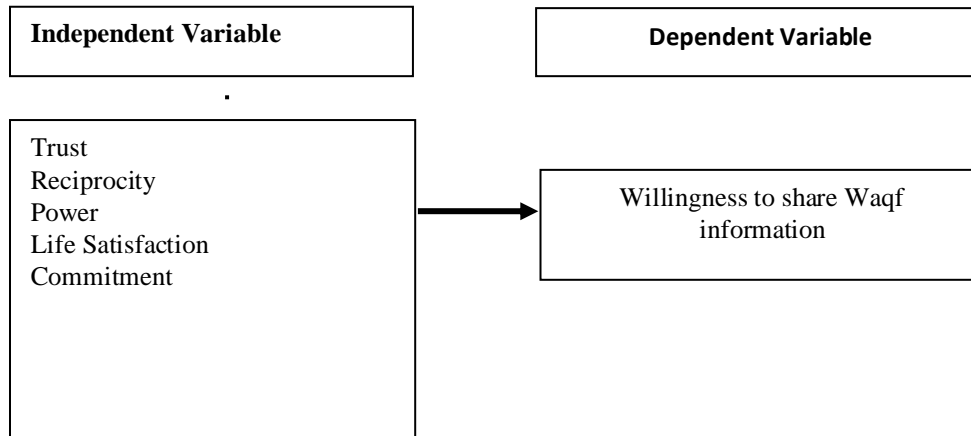 Independent Variable
Dependent Variable
Trust
Reciprocity
Power
Life Satisfaction
Commitment
Willingness to share Waqf
information